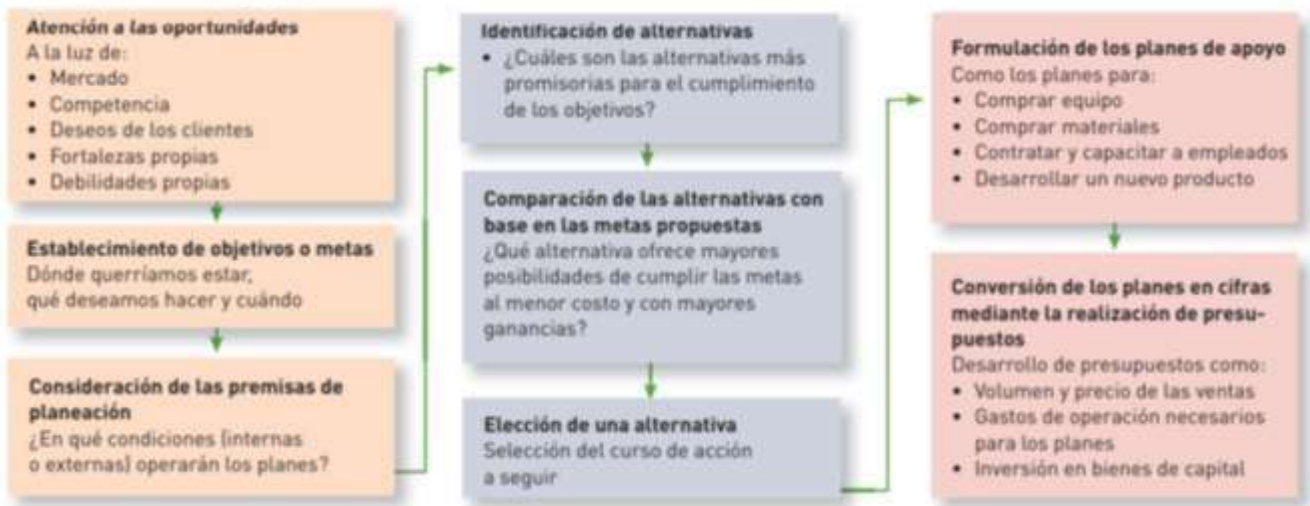 Atención a las oportunidades
A la luz de:
• Mercado
• Competencia
• Deseos de los clientes
• Fortalezas propias
• Debilidades propias
Establecimiento de objetivos o metas
Dónde querríamos estar,
qué deseamos hacer y cuándo
Consideración de las premisas de
planeación
¿En qué condiciones (internas
o externas) operarán los planes?
Identificación de alternativas
• ¿Cuáles son las alternativas más
promisorias para el cumplimiento
de los objetivos?
Comparación de las alternativas con
base en las metas propuestas
¿Qué alternativa ofrece mayores
posibilidades de cumplir las metas
al menor costo y con mayores
ganancias?
Elección de una alternativa
Selección del curso de acción
a seguir
Formulación de los planes de apoyo
Como los planes para:
• Comprar equipo
• Comprar materiales
• Contratar y capacitar a empleados
• Desarrollar un nuevo producto
Conversión de los planes en cifras
mediante la realización de presu-
puestos
Desarrollo de presupuestos como:
• Volumen y precio de las ventas
• Gastos de operación necesarios
para los planes
• Inversión en bienes de capital